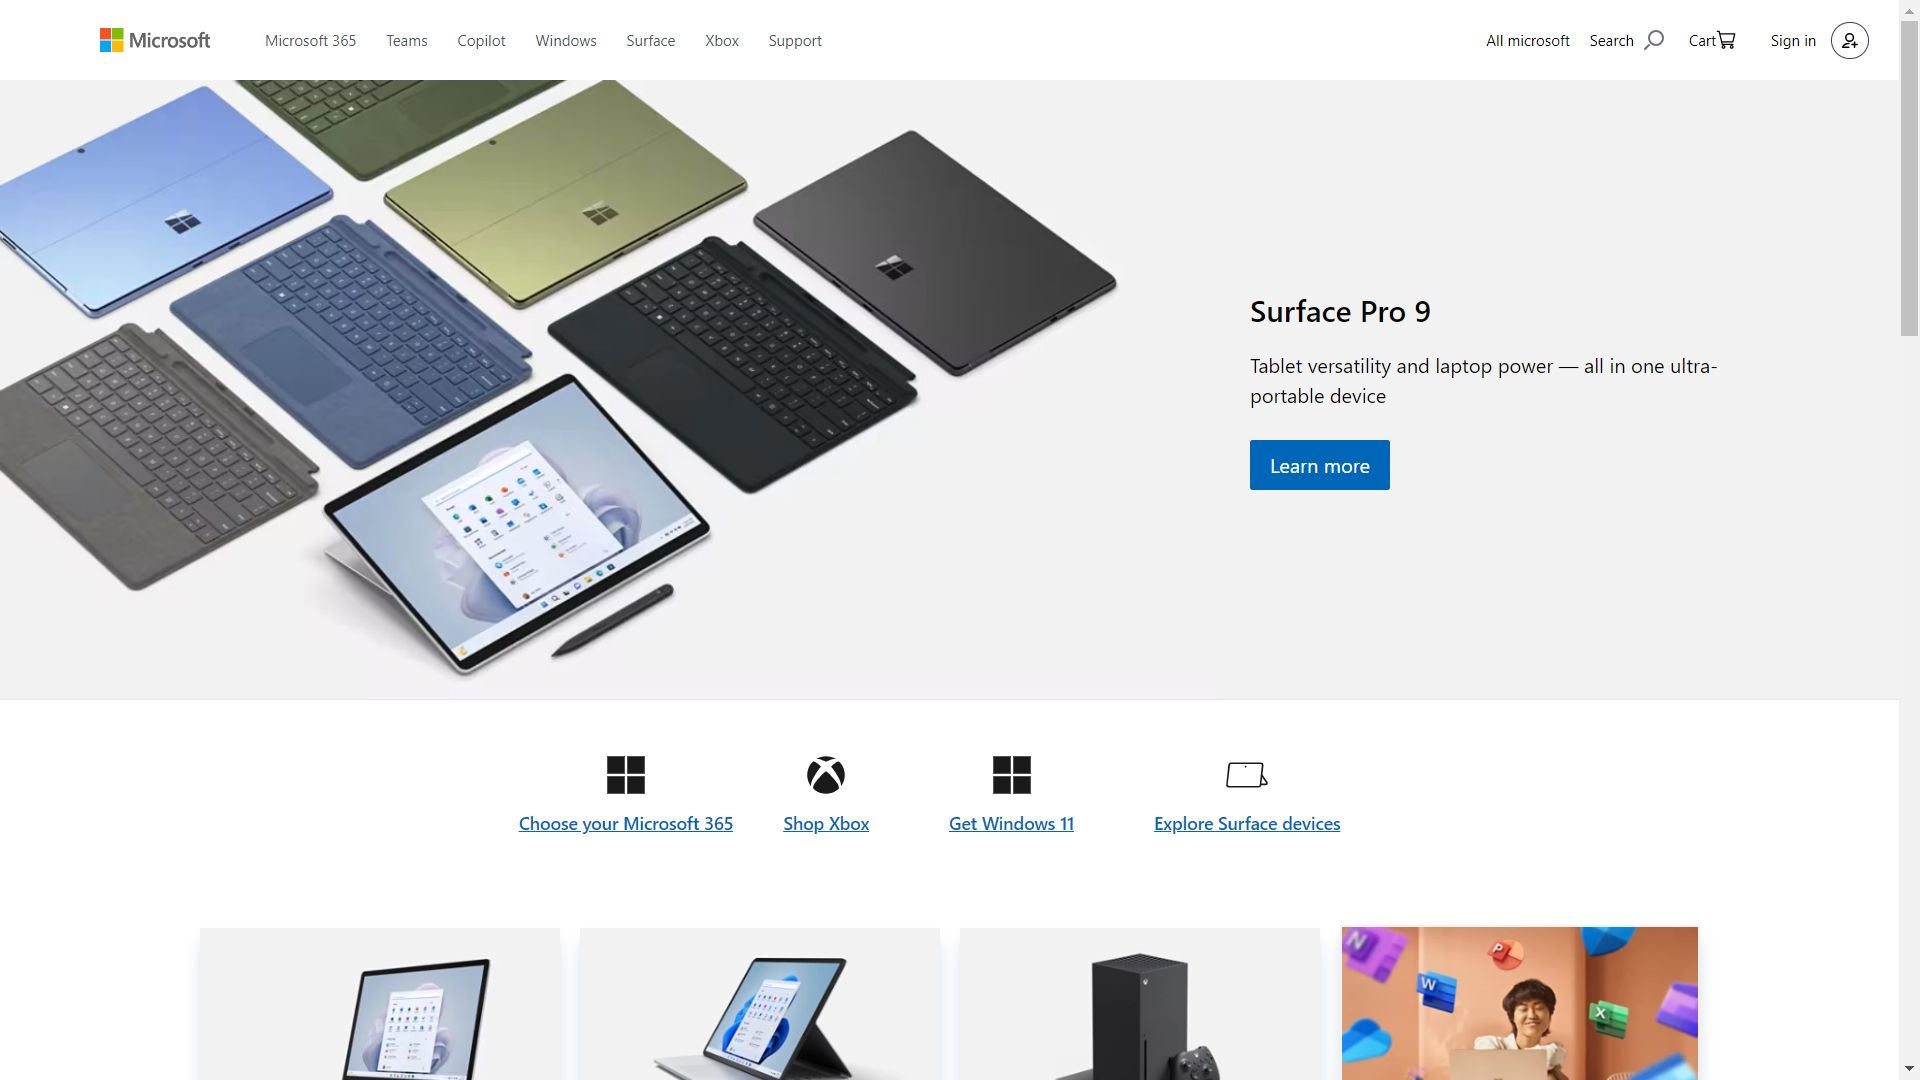 Microsoft
Microsoft 365
Teams
Copilot
Windows
Surface
Xbox
Support
All microsoft
Search
Cart
Sign in
Surface Pro 9
Tablet versatility and laptop power — all in one ultra-
portable device
Learn more
Choose your Microsoft 365
Shop Xbox
Get Windows 11
Explore Surface devices
N
P
W
X